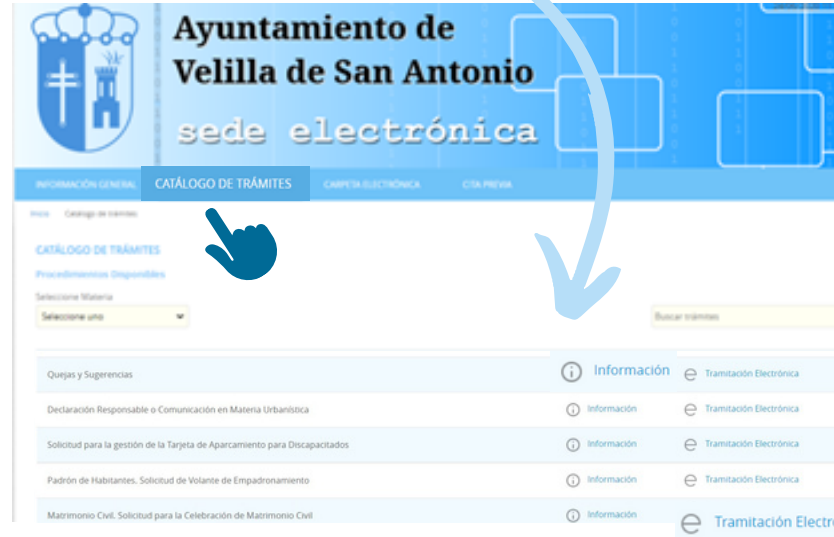 Ayuntamiento de
Velilla de San Antonio
sede electrónica
INFORMACIÓN GENERAL CATÁLOGO DE TRÁMITES CARPETA ELECTRÓNICA CITA PREVIA
Inicio Catálogo de trámites
CATÁLOGO DE TRÁMITES
Procedimientos Disponibles
Seleccione Materia
Seleccione uno
Buscar trámites
Quejas y Sugerencias Información Tramitación Electrónica
Declaración Responsable o Comunicación en Materia Urbanística Información Tramitación Electrónica
Solicitud para la gestión de la Tarjeta de Aparcamiento para Discapacitados Información Tramitación Electrónica
Padrón de Habitantes. Solicitud de Volante de Empadronamiento Información Tramitación Electrónica
Matrimonio Civil. Solicitud para la Celebración de Matrimonio Civil Información Tramitación Electr